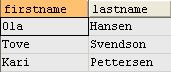 firstname lastname
Ola Hansen
Tove Svendson
Kari Pettersen